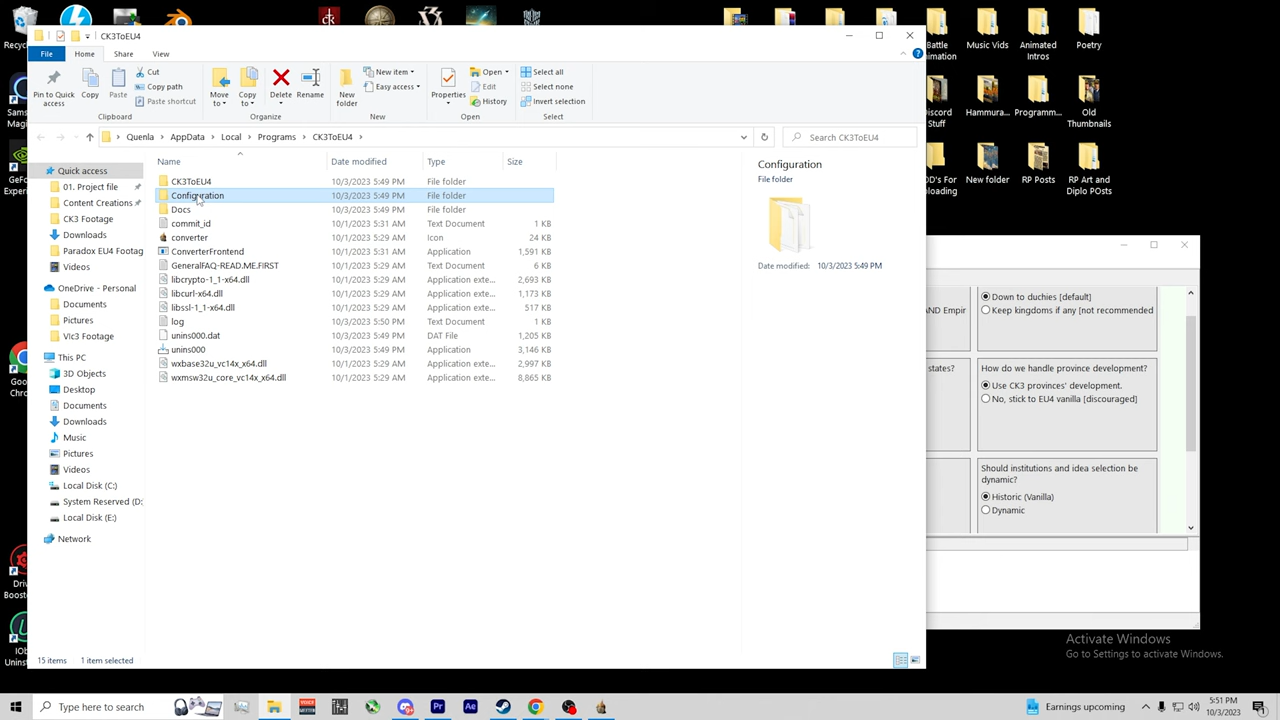 CK3ToEU4
File
Home
Share
View
Pin to Quick access
Copy
Paste
Cut
Copy path
Paste shortcut
Clipboard
Move to
Copy to
Delete
Rename
Organize
New folder
New item
Easy access
New
Properties
Open
Edit
History
Open
Select all
Select none
Invert selection
Select
Quenla
AppData
Local
Programs
CK3ToEU4
Search CK3ToEU4
Quick access
01. Project file
Content Creations
CK3 Footage
Downloads
Paradox EU4 Footag
Videos
OneDrive - Personal
Documents
Pictures
VIc3 Footage
This PC
3D Objects
Desktop
Documents
Downloads
Music
Pictures
Videos
Local Disk (C:)
System Reserved (D:
Local Disk (E:)
Network
Name Date modified Type Size
CK3ToEU4 10/3/2023 5:49 PM File folder
Configuration 10/3/2023 5:49 PM File folder
Docs 10/3/2023 5:49 PM File folder
commit_id 10/1/2023 5:31 AM Text Document 1 KB
converter 10/1/2023 5:29 AM Icon 24 KB
ConverterFrontend 10/1/2023 5:31 AM Application 1,591 KB
GeneralFAQ-READ.ME.FIRST 10/1/2023 5:29 AM Text Document 6 KB
libcrypto-1_1-x64.dll 10/1/2023 5:29 AM Application exte... 2,693 KB
libcurl-x64.dll 10/1/2023 5:29 AM Application exte... 1,173 KB
libssl-1_1-x64.dll 10/1/2023 5:29 AM Application exte... 517 KB
log 10/3/2023 5:50 PM Text Document 1 KB
unins000.dat 10/3/2023 5:49 PM DAT File 1,205 KB
unins000 10/3/2023 5:49 PM Application 3,146 KB
wxbase32u_vc14x_x64.dll 10/1/2023 5:29 AM Application exte... 2,997 KB
wxmsw32u_core_vc14x_x64.dll 10/1/2023 5:29 AM Application exte... 8,865 KB
Configuration
File folder
Date modified: 10/3/2023 5:49 PM
15 items 1 item selected
Battle
Music Vids
Animated Intros
Poetry
Discord Stuff
Hammura...
Programm...
Old Thumbnails
New folder
RP Posts
RP Art and Diplo POsts
AND Empir
Down to duchies [default]
Keep kingdoms if any [not recommended
states?
How do we handle province development?
Use CK3 provinces' development.
No, stick to EU4 vanilla [discouraged]
Should institutions and idea selection be dynamic?
Historic (Vanilla)
Dynamic
Activate Windows
Go to Settings to activate Windows.
Type here to search
Earnings upcoming
5:51 PM
10/3/2023